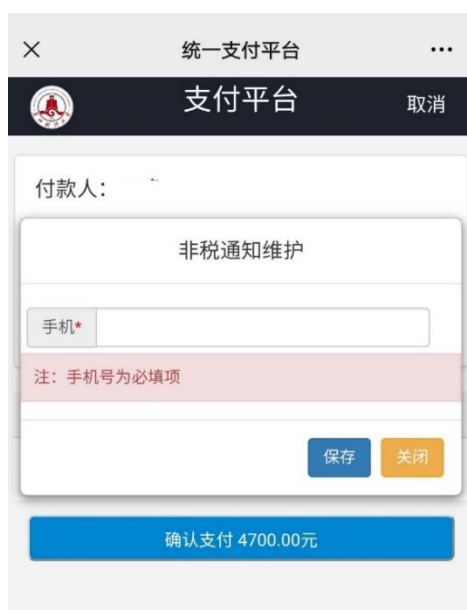 统一支付平台
支付平台
取消
付款人：
非税通知维护
手机*
注：手机号为必填项
保存
关闭
确认支付 4700.00元